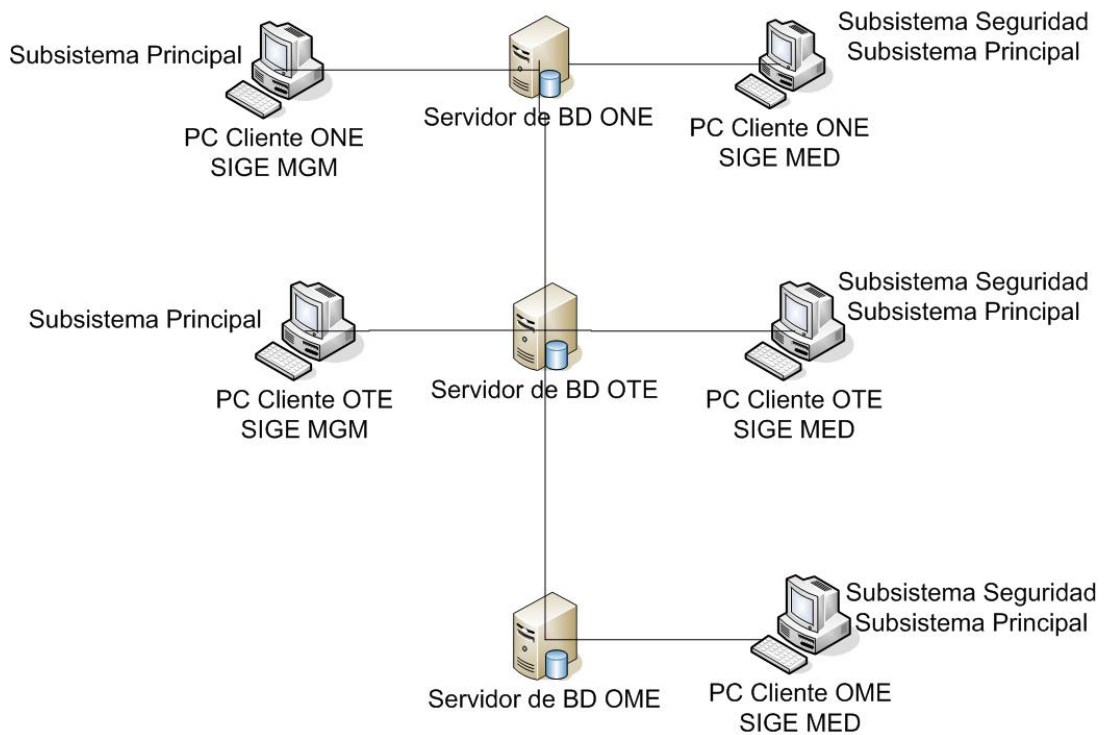 Subsistema Principal
PC Cliente ONE
SIGE MGM
Servidor de BD ONE
Subsistema Seguridad
Subsistema Principal
PC Cliente ONE
SIGE MED
Subsistema Principal
PC Cliente OTE
SIGE MGM
Servidor de BD OTE
Subsistema Seguridad
Subsistema Principal
PC Cliente OTE
SIGE MED
Servidor de BD OME
Subsistema Seguridad
Subsistema Principal
PC Cliente OME
SIGE MED